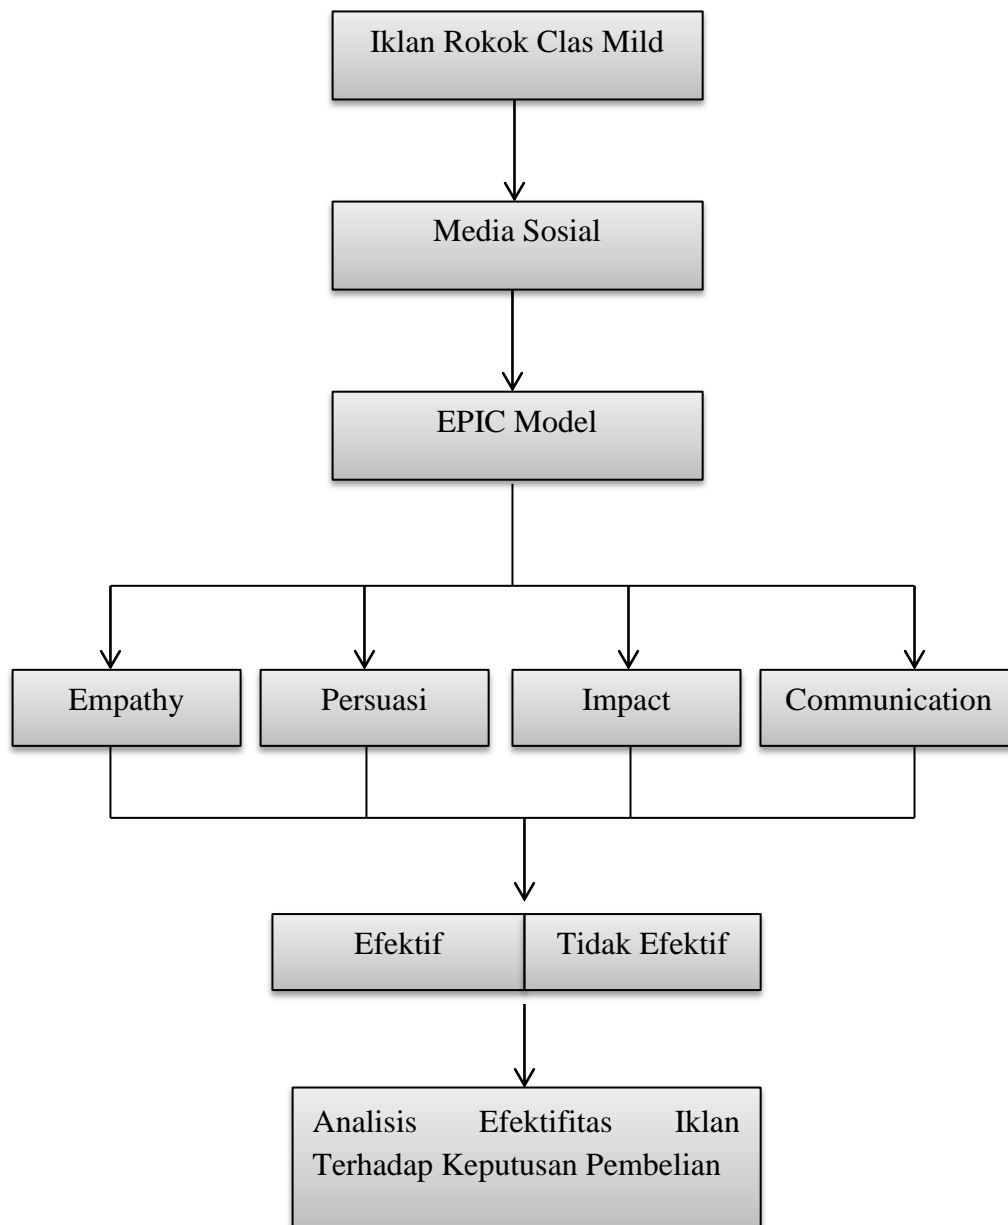 Iklan Rokok Clas Mild
Media Sosial
EPIC Model
Empathy
Persuasi
Impact
Communication
Efektif
Tidak Efektif
Analisis Efektifitas Iklan
Terhadap Keputusan Pembelian